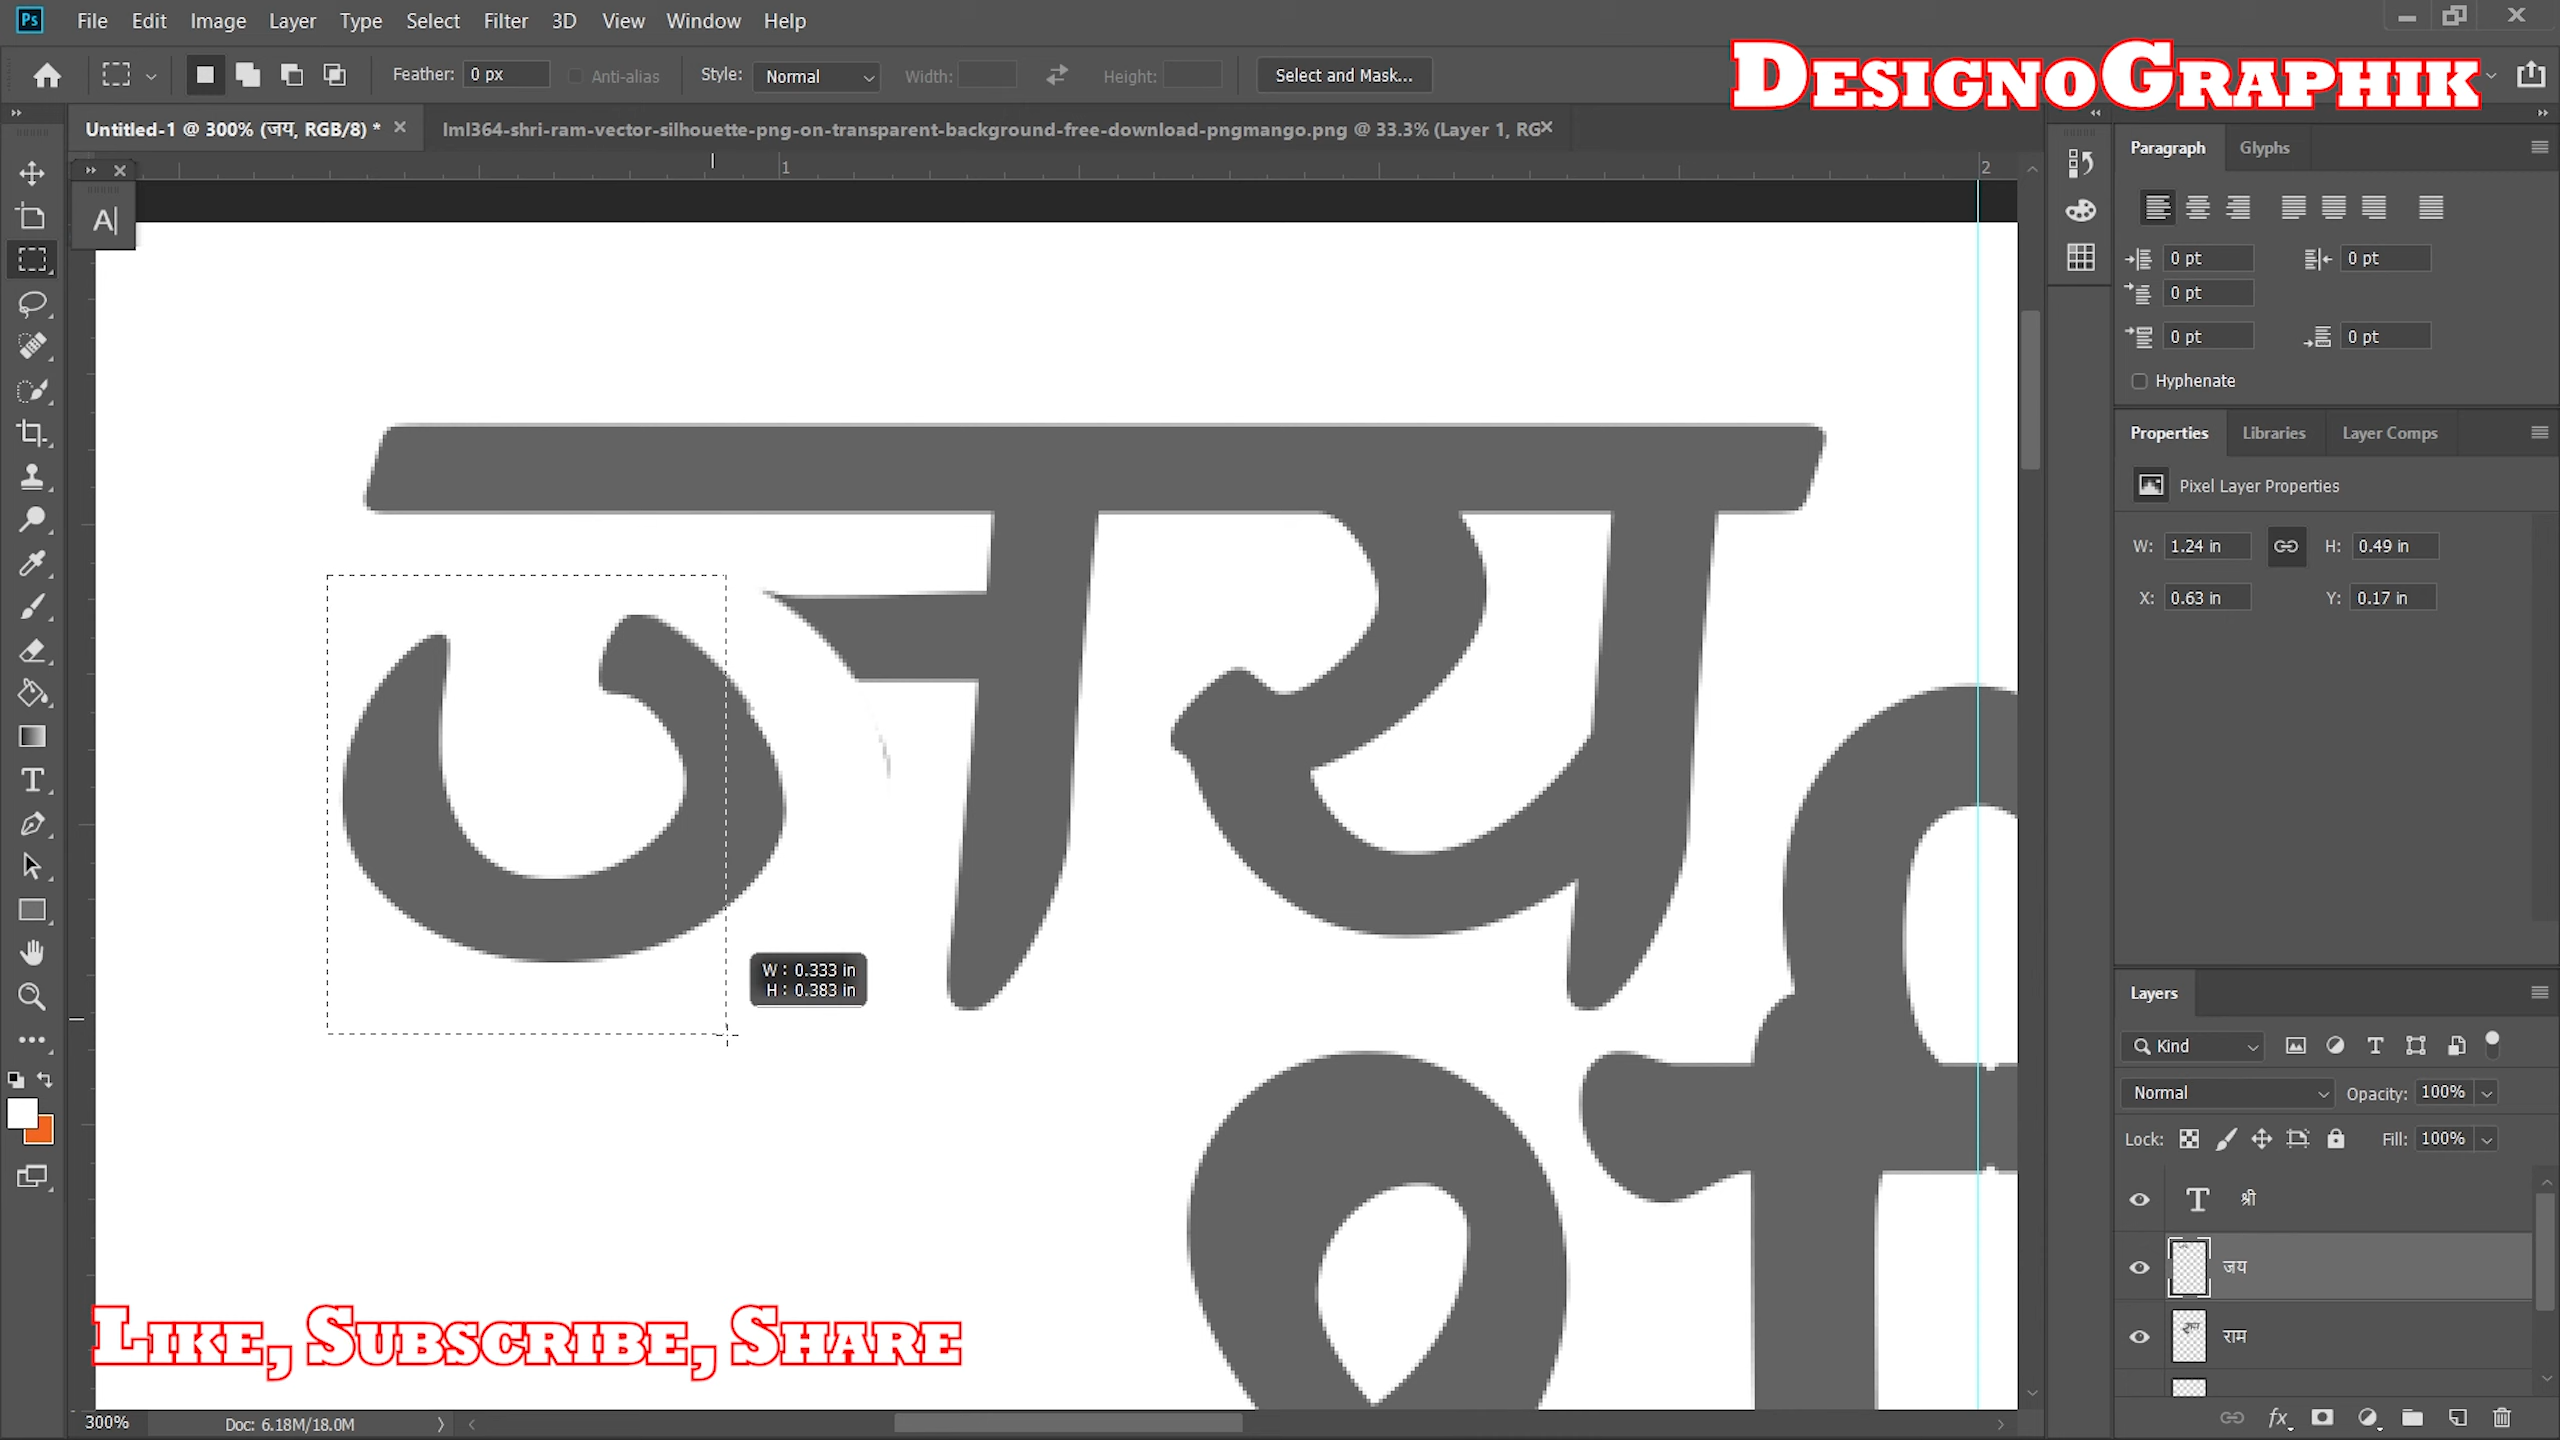 Ps File Edit Image Layer Type Select Filter 3D View Window Help
Feather: 0 px Anti-alias Style: Normal Width: Height: Select and Mask...
DesignoGraphik
Untitled-1 @ 300% (जय, RGB/8) * lml364-shri-ram-vector-silhouette-png-on-transparent-background-free-download-pngmango.png @ 33.3% (Layer 1, RG
1 2
A
Paragraph Glyphs
0 pt 0 pt
0 pt
0 pt 0 pt
Hyphenate
Properties Libraries Layer Comps
Pixel Layer Properties
W: 1.24 in H: 0.49 in
X: 0.63 in Y: 0.17 in
W : 0.333 in
H : 0.383 in
Layers
Kind
Normal Opacity: 100%
Lock: Fill: 100%
श्री
जय
राम
Like, Subscribe, Share
300% Doc: 6.18M/18.0M